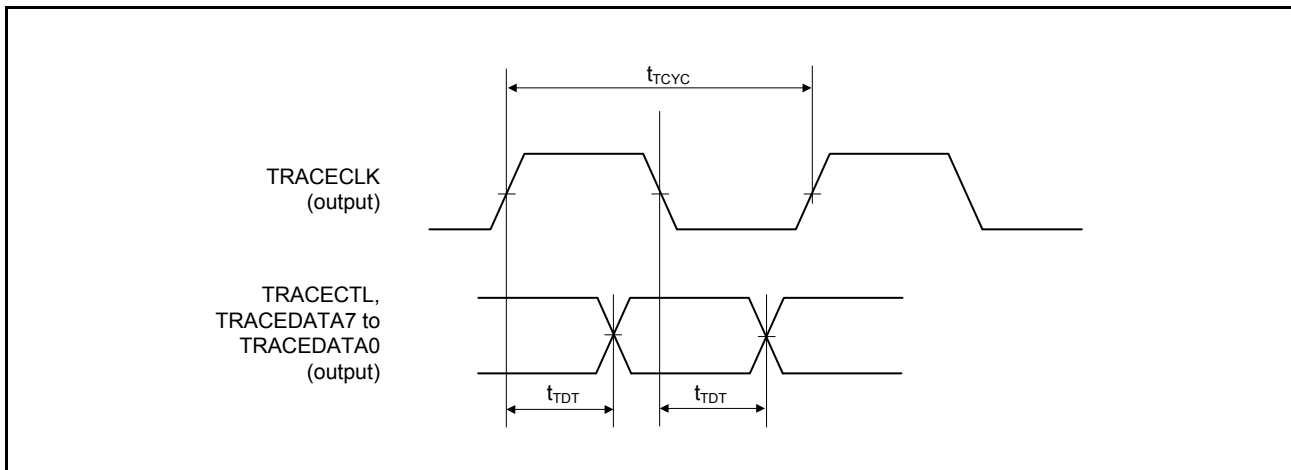 tTCYC
TRACECLK
(output)
TRACECTL,
TRACEDATA7 to
TRACEDATA0
(output)
tTDT
tTDT